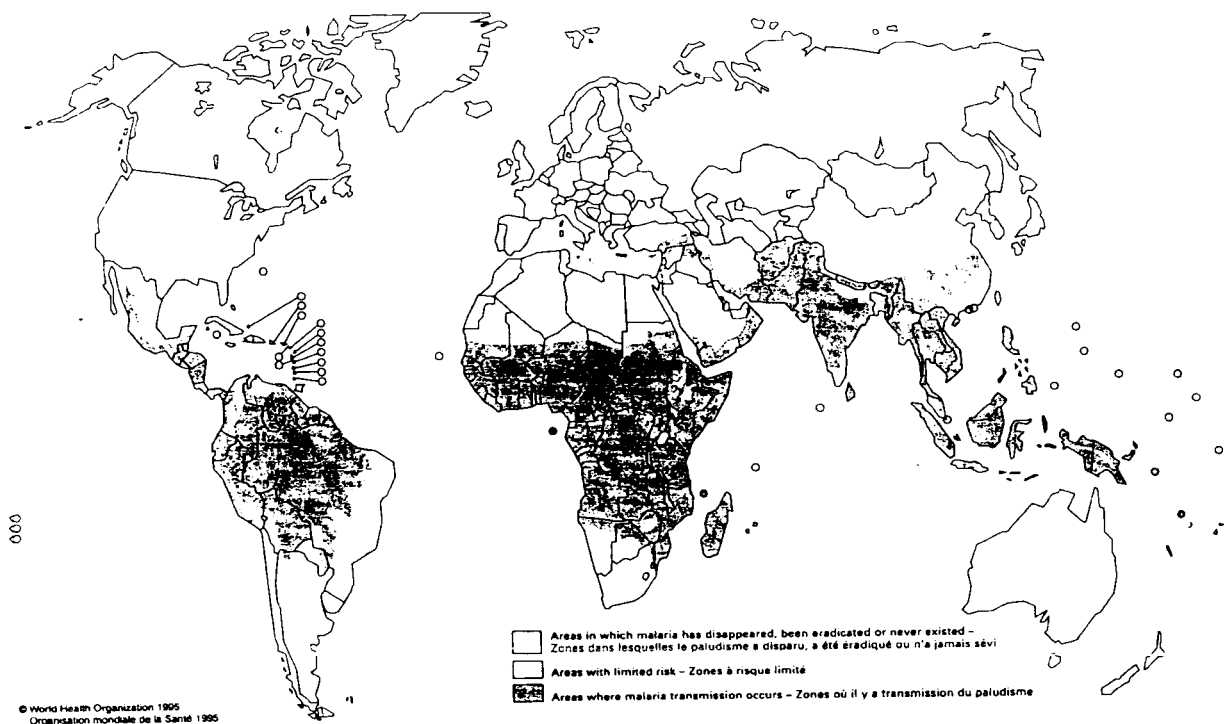 Areas in which malaria has disappeared, been eradicated or never existed –
Zones dans lesquelles le paludisme a disparu, a été éradiqué ou n'a jamais sévi
Areas with limited risk – Zones à risque limité
Areas where malaria transmission occurs – Zones où il y a transmission du paludisme
© World Health Organization 1995
Organisation mondiale de la Santé 1995
000